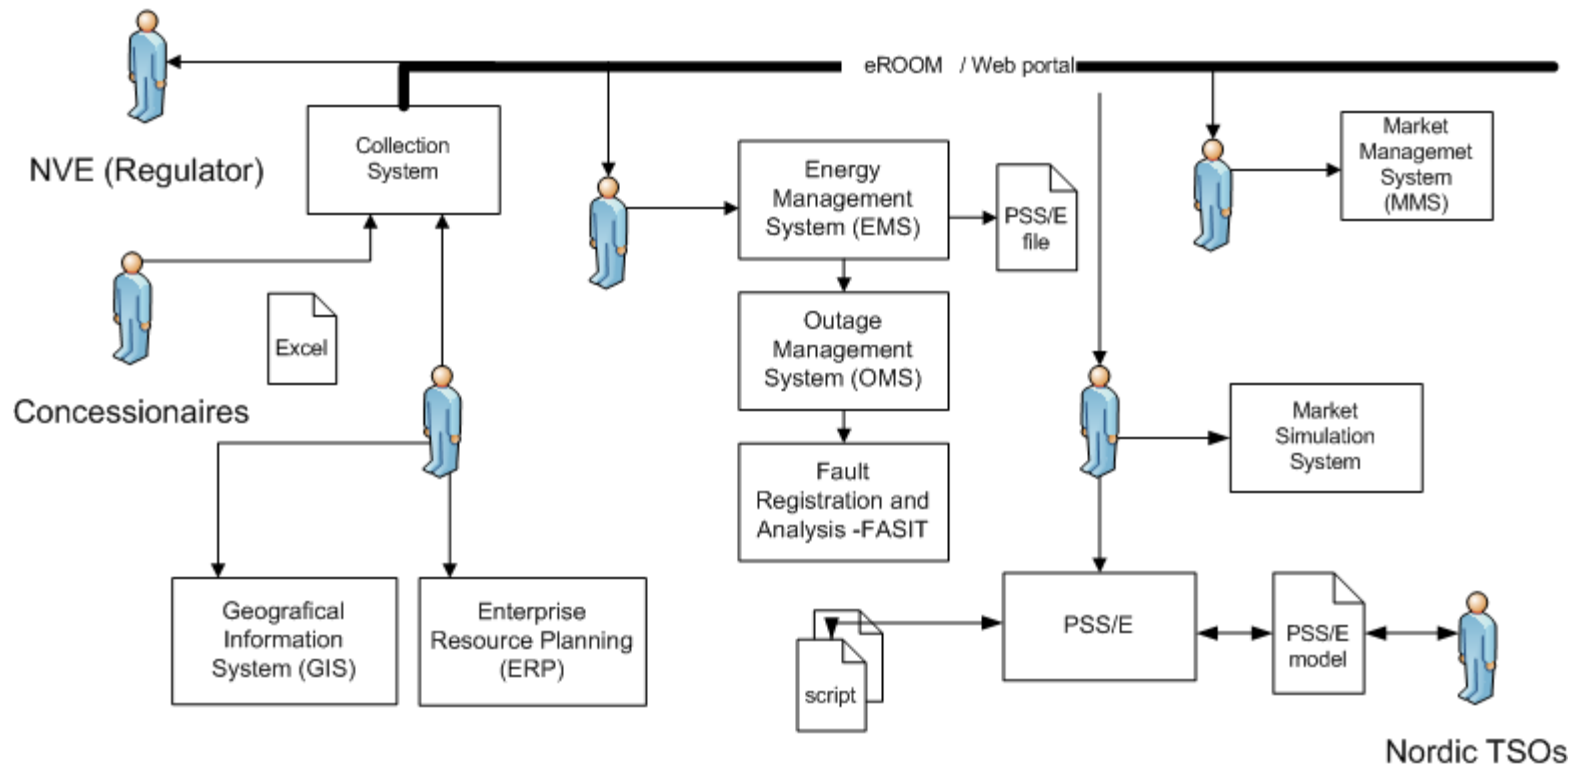 eROOM / Web portal
NVE (Regulator)
Collection
System
Energy
Management
System (EMS)
PSS/E
file
Market
Managemet
System
(MMS)
Excel
Concessionaires
Outage
Management
System (OMS)
Market
Simulation
System
Fault
Registration and
Analysis -FASIT
Geografical
Information
System (GIS)
Enterprise
Resource Planning
(ERP)
script
PSS/E
PSS/E
model
Nordic TSOs